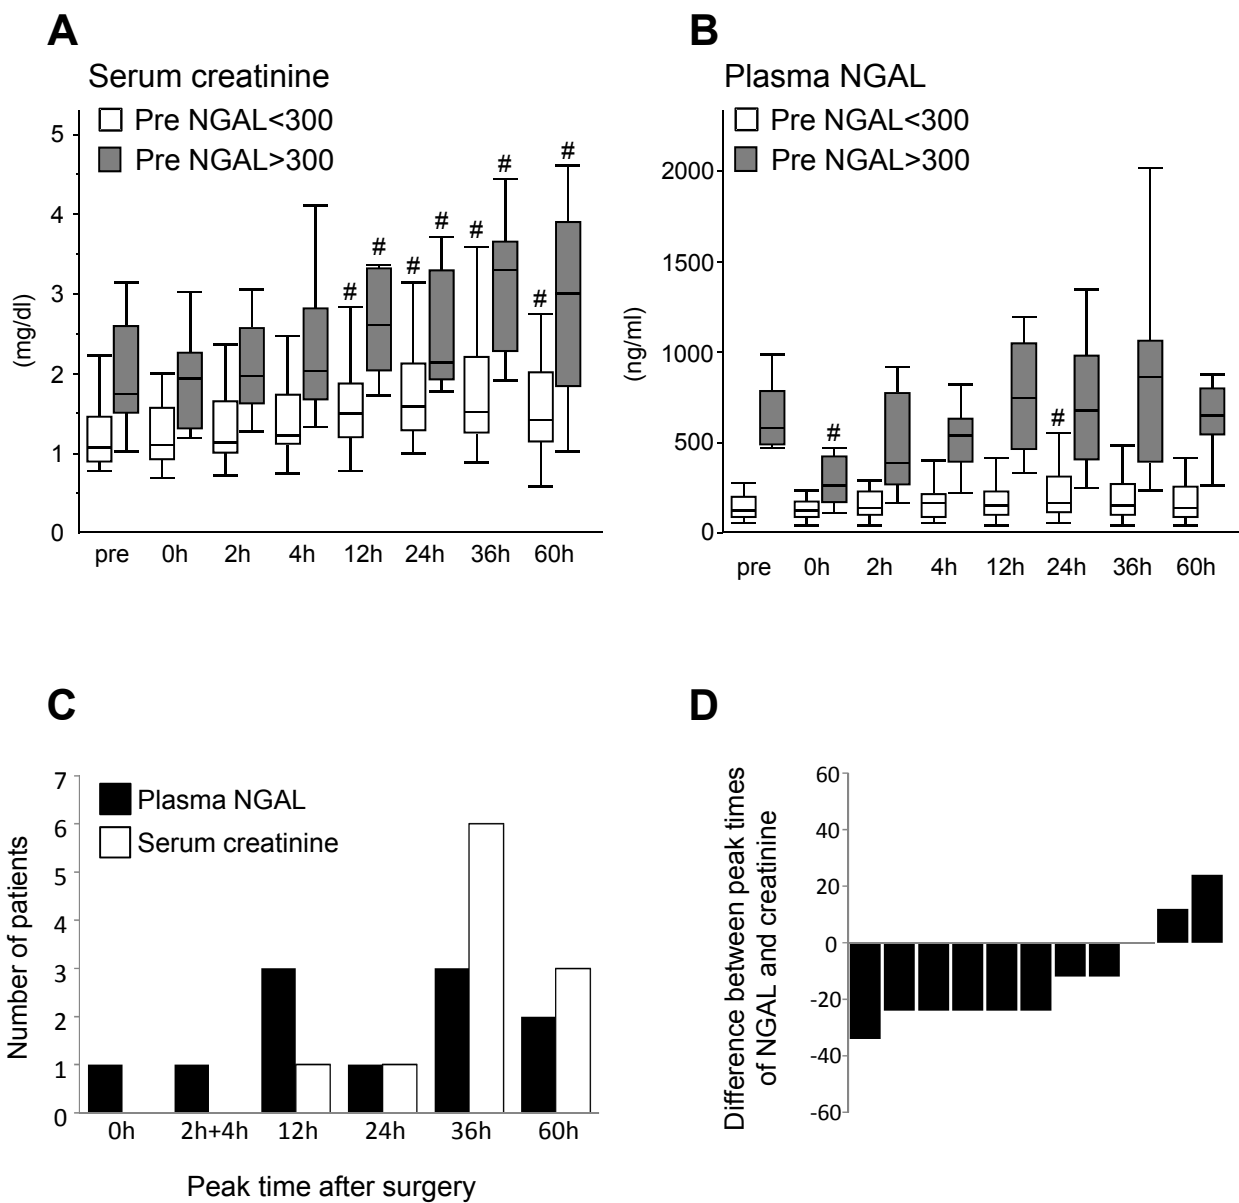 A
Serum creatinine
Pre NGAL<300
Pre NGAL>300
(mg/dl)
5
4
3
2
1
0
# # # # # # # #
pre 0h 2h 4h 12h 24h 36h 60h
B
Plasma NGAL
Pre NGAL<300
Pre NGAL>300
(ng/ml)
2000
1500
1000
500
0
# #
pre 0h 2h 4h 12h 24h 36h 60h
C
Plasma NGAL
Serum creatinine
Number of patients
7
6
5
4
3
2
1
0
0h 2h+4h 12h 24h 36h 60h
Peak time after surgery
D
Difference between peak times
of NGAL and creatinine
60
40
20
0
-20
-40
-60